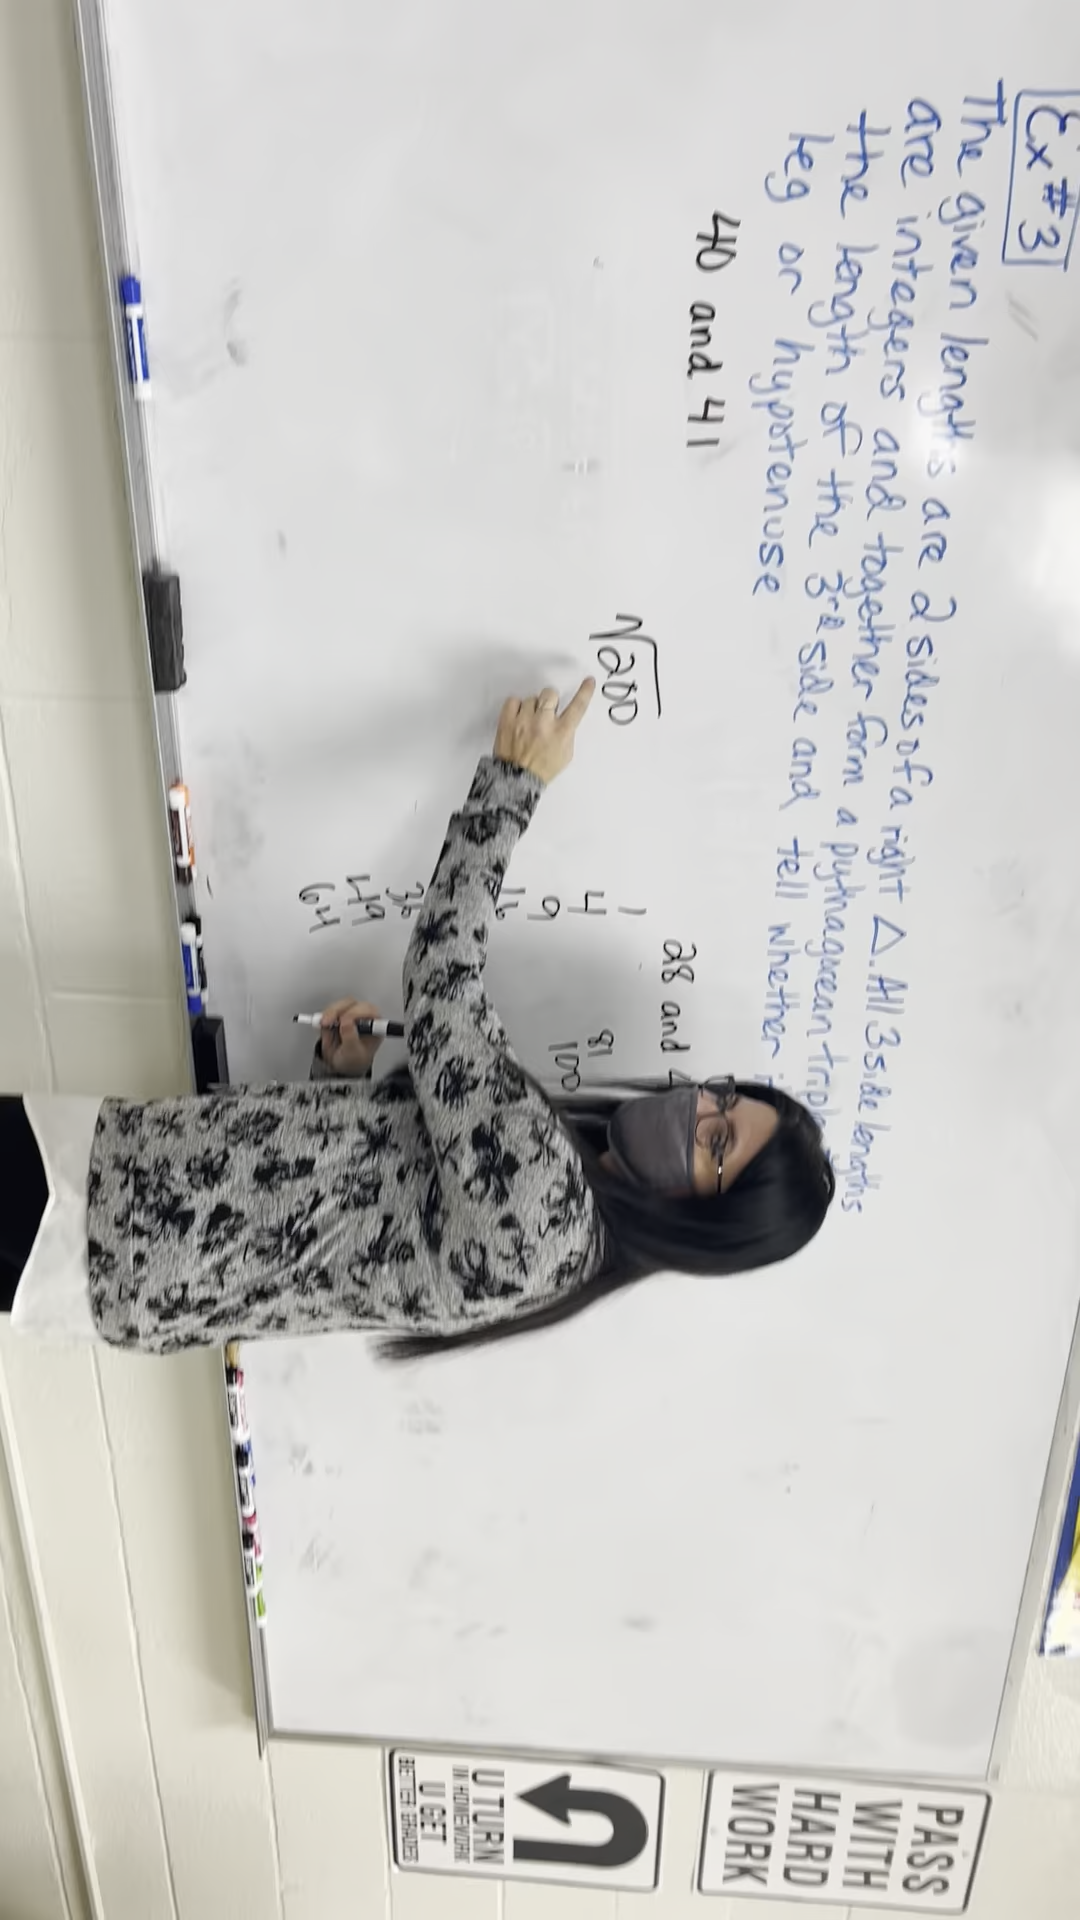 Ex #3
The given lengths are 2 sides of a right △. All 3 side lengths
are integers and together form a pythagorean
the length of the 3rd side and tell whether
leg or hypotenuse
40 and 41
28 and
√200
1
4
9
16
36
49
64
81
100
PASS
WITH
HARD
WORK
U TURN
IN HOMEWORK
U GET
BETTER GRADES